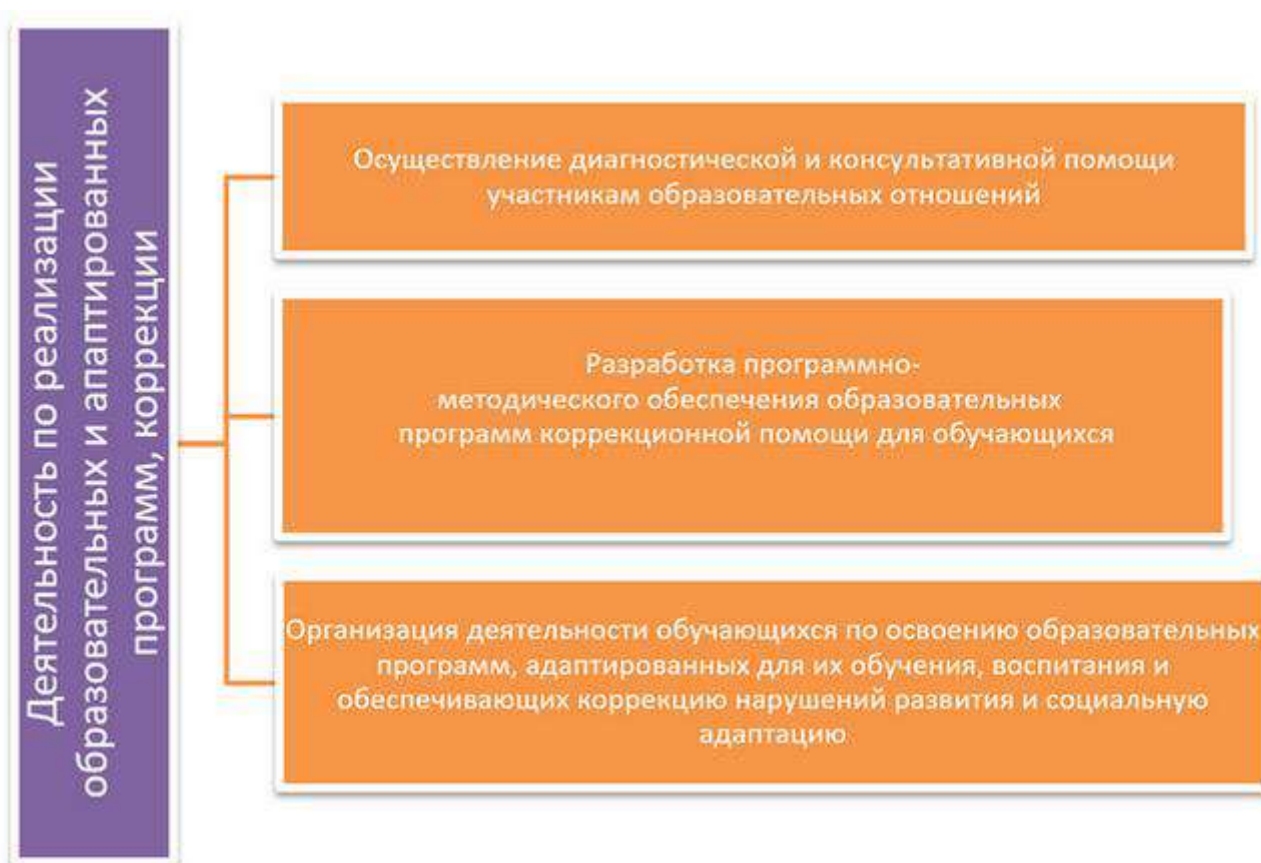 Деятельность по реализации
образовательных и апаптированных
программ, коррекции
Осуществление диагностической и консультативной помощи
участникам образовательных отношений
Разработка программно-
методического обеспечения образовательных
программ коррекционной помощи для обучающихся
Организация деятельности обучающихся по освоению образовательных
программ, адаптированных для их обучения, воспитания и
обеспечивающих коррекцию нарушений развития и социальную
адаптацию